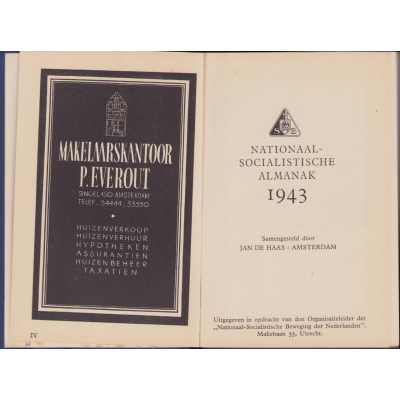 MAKELAARSKANTOOR
P. EVEROUT
SINGEL 450 AMSTERDAM
TELEF. 34444 . 33550
HUIZENVERKOOP
HUIZENVERHUUR
HYPOTHEKEN
ASSURANTIEN
HUIZENBEHEER
TAXATIEN
IV
NATIONAAL-
SOCIALISTISCHE
ALMANAK
1943
Samengesteld door
JAN DE HAAS - AMSTERDAM
Uitgegeven in opdracht van den Organisatieleider der
„Nationaal-Socialistische Beweging der Nederlanden”.
Maliebaan 35, Utrecht.